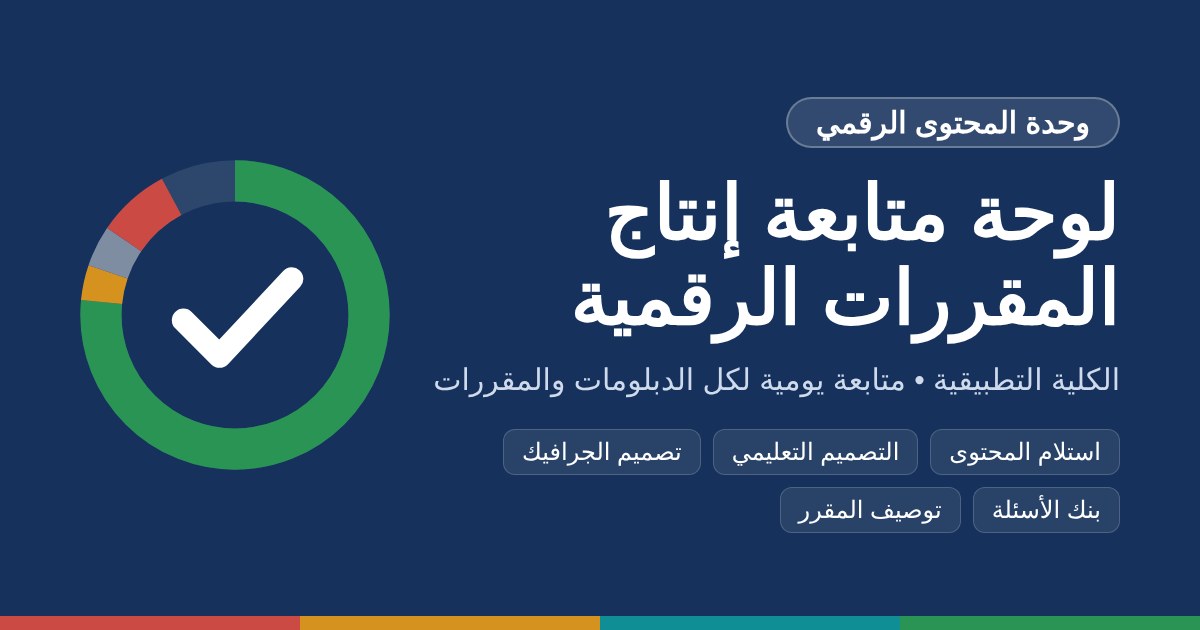 وحدة المحتوى الرقمي
لوحة متابعة إنتاج
المقررات الرقمية
الكلية التطبيقية • متابعة يومية لكل الدبلومات والمقررات
استلام المحتوى
التصميم التعليمي
تصميم الجرافيك
بنك الأسئلة
توصيف المقرر